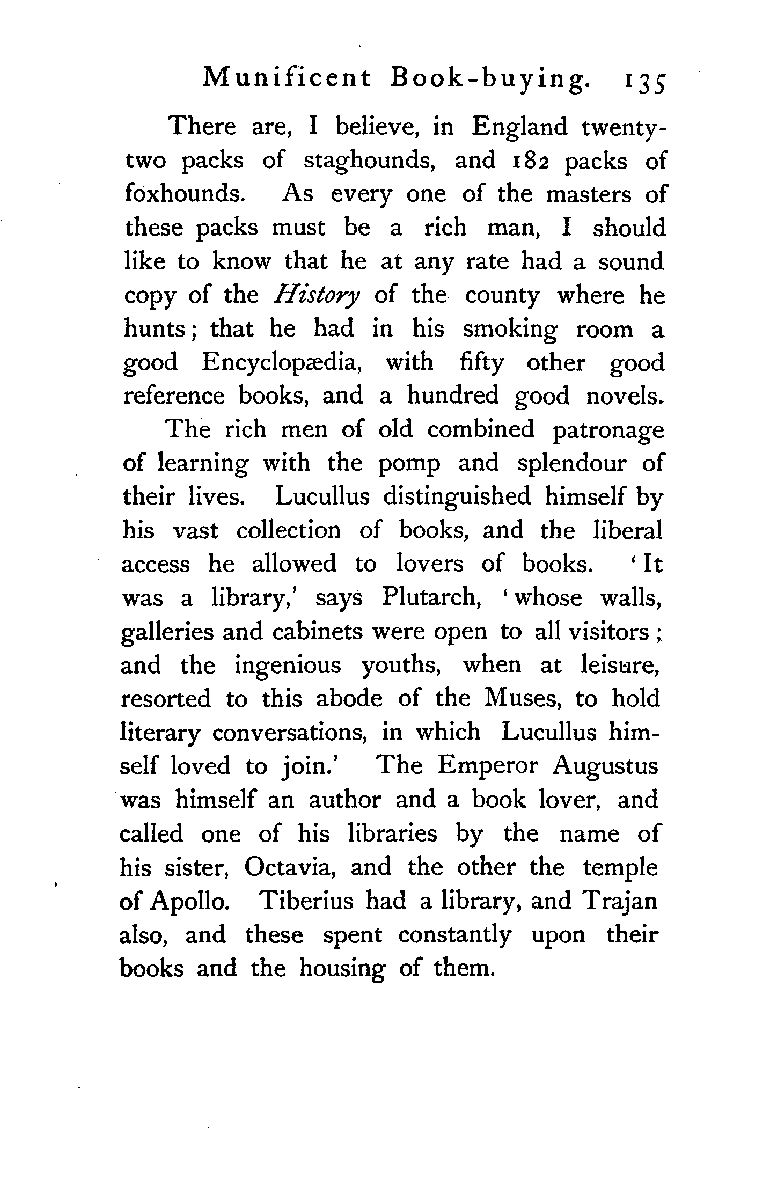 Munificent Book-buying. 135
There are, I believe, in England twenty-
two packs of staghounds, and 182 packs of
foxhounds. As every one of the masters of
these packs must be a rich man, I should
like to know that he at any rate had a sound
copy of the History of the county where he
hunts; that he had in his smoking room a
good Encyclopædia, with fifty other good
reference books, and a hundred good novels.
The rich men of old combined patronage
of learning with the pomp and splendour of
their lives. Lucullus distinguished himself by
his vast collection of books, and the liberal
access he allowed to lovers of books. ‘It
was a library,’ says Plutarch, ‘whose walls,
galleries and cabinets were open to all visitors;
and the ingenious youths, when at leisure,
resorted to this abode of the Muses, to hold
literary conversations, in which Lucullus him-
self loved to join.’ The Emperor Augustus
was himself an author and a book lover, and
called one of his libraries by the name of
his sister, Octavia, and the other the temple
of Apollo. Tiberius had a library, and Trajan
also, and these spent constantly upon their
books and the housing of them.